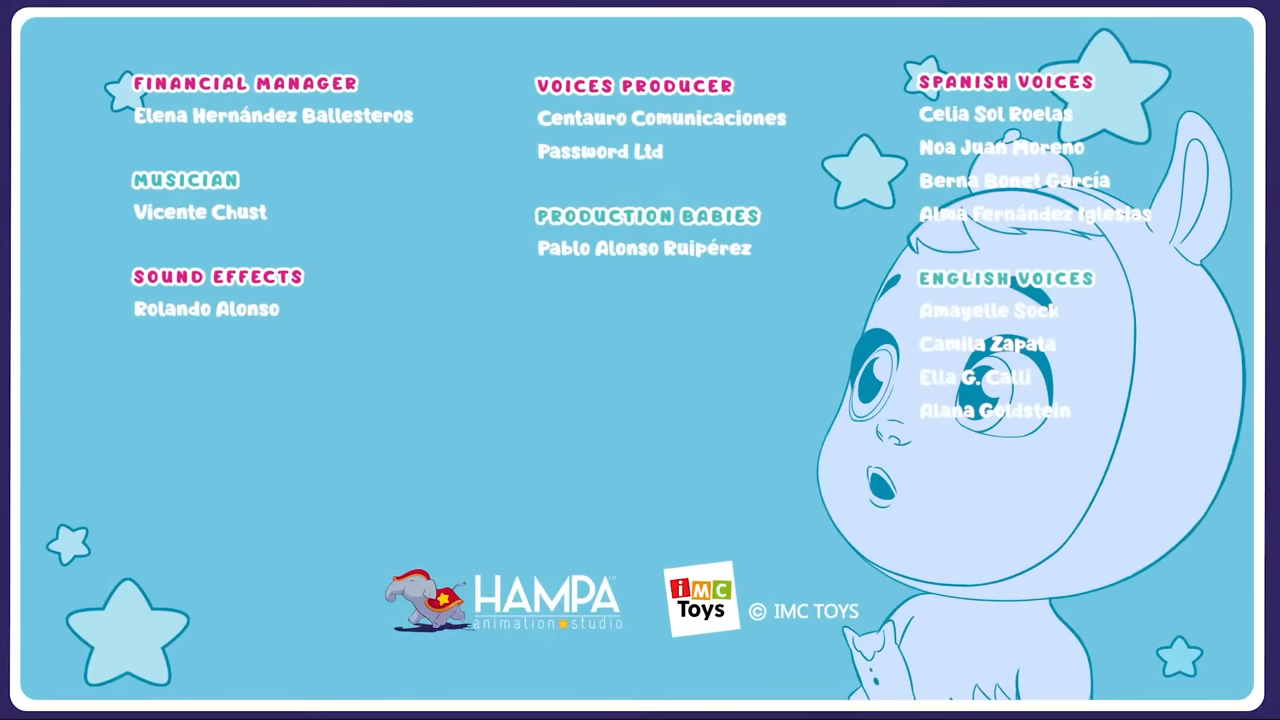 FINANCIAL MANAGER
Elena Hernández Ballesteros
MUSICIAN
Vicente Chust
SOUND EFFECTS
Rolando Alonso
VOICES PRODUCER
Centauro Comunicaciones
Password Ltd
PRODUCTION BABIES
Pablo Alonso Ruipérez
SPANISH VOICES
Celia Sol Roelas
Noa Juan Moreno
Berna Bonet García
Alma Fernández Iglesias
ENGLISH VOICES
Amayelle Sock
Camila Zapata
Ella G. Calli
Alana Goldstein
HAMPA
animation studio
iMC
Toys
© IMC TOYS